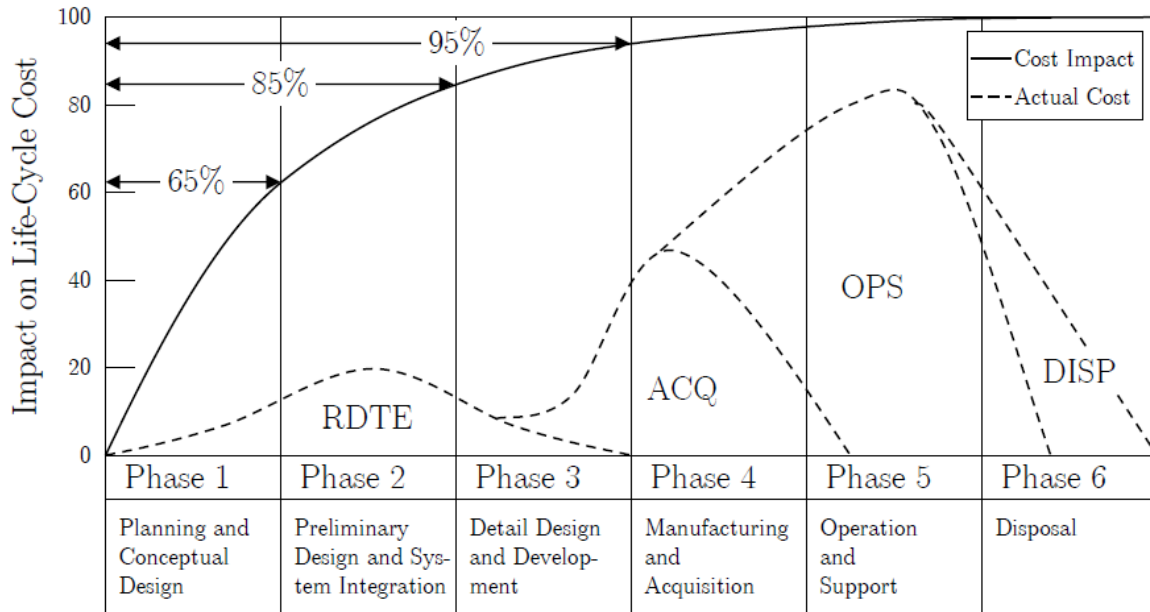 Impact on Life-Cycle Cost
100
80
60
40
20
0
95%
85%
65%
Cost Impact
Actual Cost
RDTE
ACQ
OPS
DISP
Phase 1
Phase 2
Phase 3
Phase 4
Phase 5
Phase 6
Planning and
Conceptual
Design
Preliminary
Design and Sys-
tem Integration
Detail Design
and Develop-
ment
Manufacturing
and
Acquisition
Operation
and
Support
Disposal